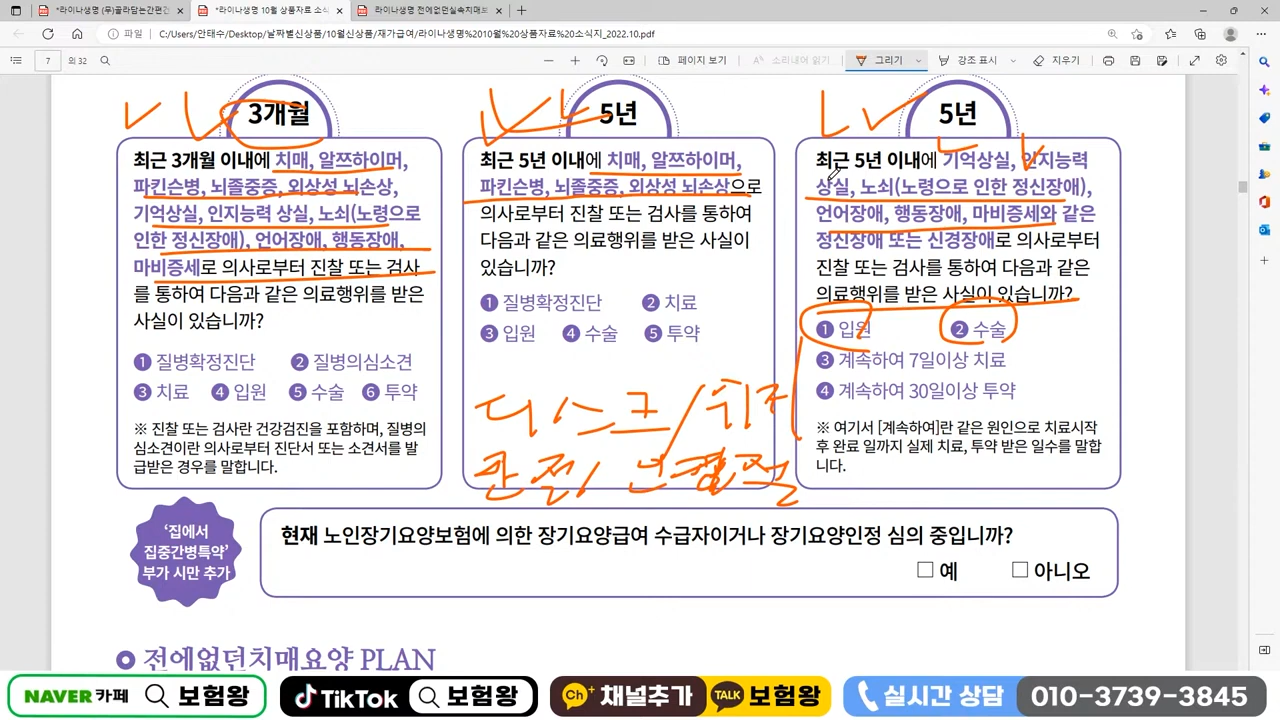 *라이나생명 (무)골라담는간편건
*라이나생명 10월 상품자료 소식
라이나생명 전에없던실속치매보
파일 C:/Users/안태수/Desktop/날짜별신상품/10월신상품/재가급여/라이나생명%2010월%20상품자료%20소식지_2022.10.pdf
7 의 32
페이지 보기
소리내어 읽기
그리기
강조 표시
지우기
3개월
최근 3개월 이내에 치매, 알쯔하이머,
파킨슨병, 뇌졸중증, 외상성 뇌손상,
기억상실, 인지능력 상실, 노쇠(노령으로
인한 정신장애), 언어장애, 행동장애,
마비증세로 의사로부터 진찰 또는 검사
를 통하여 다음과 같은 의료행위를 받은
사실이 있습니까?
❶ 질병확정진단 ❷ 질병의심소견
❸ 치료 ❹ 입원 ❺ 수술 ❻ 투약
※ 진찰 또는 검사란 건강검진을 포함하며, 질병의
심소견이란 의사로부터 진단서 또는 소견서를 발
급받은 경우를 말합니다.
5년
최근 5년 이내에 치매, 알쯔하이머,
파킨슨병, 뇌졸중증, 외상성 뇌손상으로
의사로부터 진찰 또는 검사를 통하여
다음과 같은 의료행위를 받은 사실이
있습니까?
❶ 질병확정진단 ❷ 치료
❸ 입원 ❹ 수술 ❺ 투약
디스크/위
관절/
5년
최근 5년 이내에 기억상실, 인지능력
상실, 노쇠(노령으로 인한 정신장애),
언어장애, 행동장애, 마비증세와 같은
정신장애 또는 신경장애로 의사로부터
진찰 또는 검사를 통하여 다음과 같은
의료행위를 받은 사실이 있습니까?
❶ 입원 ❷ 수술
❸ 계속하여 7일이상 치료
❹ 계속하여 30일이상 투약
※ 여기서 [계속하여]란 같은 원인으로 치료시작
후 완료 일까지 실제 치료, 투약 받은 일수를 말합
니다.
‘집에서
집중간병특약’
부가 시만 추가
현재 노인장기요양보험에 의한 장기요양급여 수급자이거나 장기요양인정 심의 중입니까?
□ 예 □ 아니오
전에없던치매요양 PLAN
NAVER 카페 보험왕
TikTok 보험왕
Ch+ 채널추가 TALK 보험왕
실시간 상담 010-3739-3845